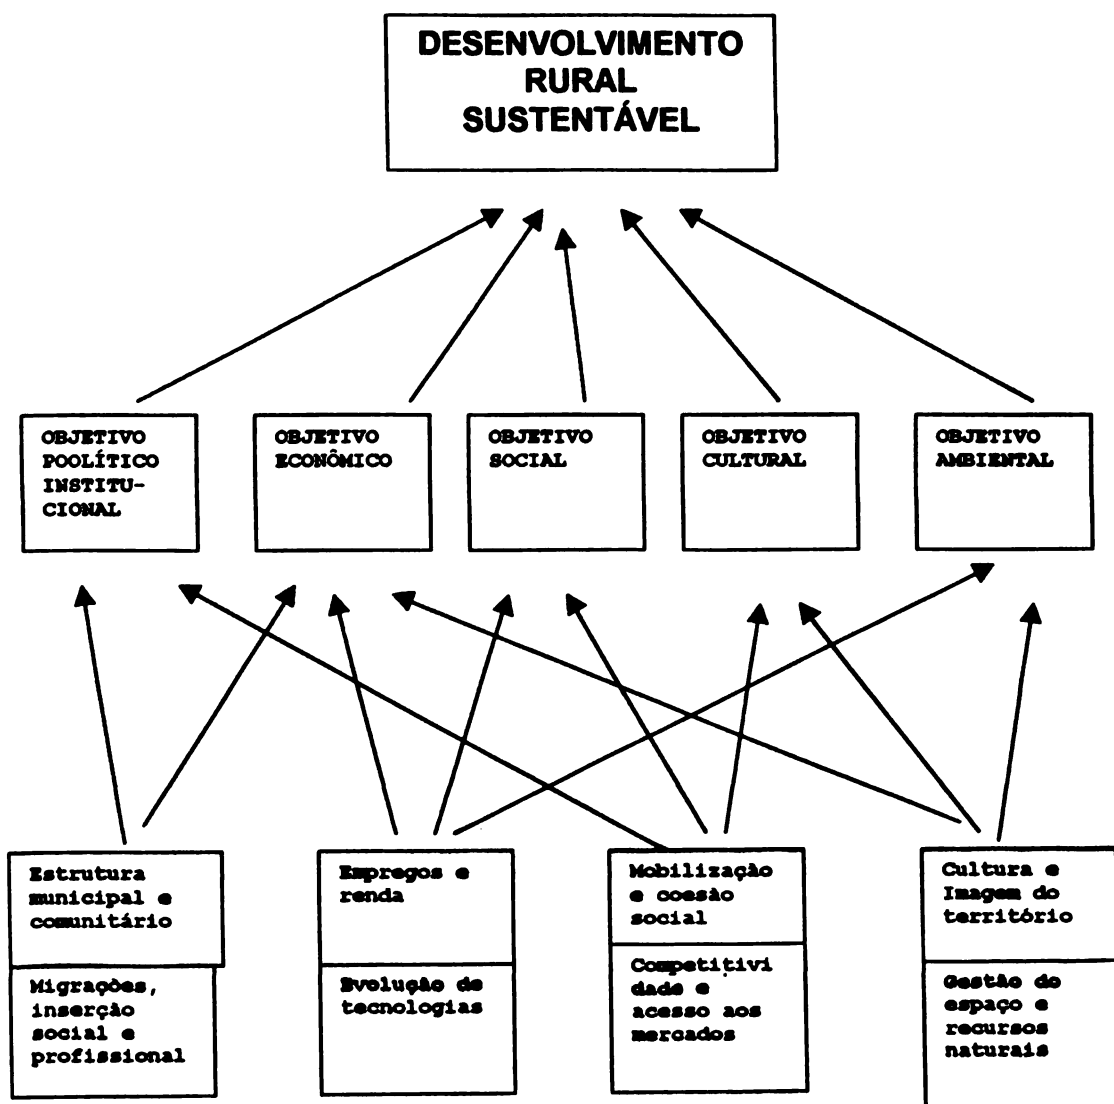 DESENVOLVIMENTO
RURAL
SUSTENTÁVEL
OBJETIVO
POOLÍTICO
INSTITU-
CIONAL
OBJETIVO
ECONÔMICO
OBJETIVO
SOCIAL
OBJETIVO
CULTURAL
OBJETIVO
AMBIENTAL
Estrutura
municipal e
comunitário
Migrações,
inserção
social e
profissional
Empregos e
renda
Evolução de
tecnologias
Mobilização
e coesão
social
Competitivi
dade e
acesso aos
mercados
Cultura e
Imagem do
território
Gestão do
espaço e
recursos
naturais